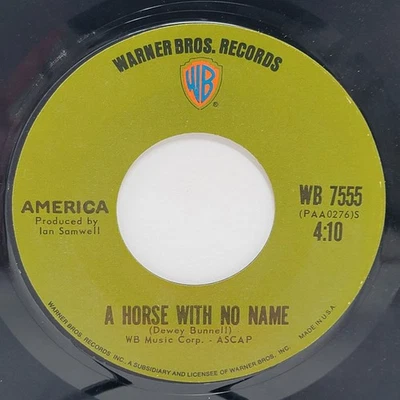 WARNER BROS. RECORDS
WB
AMERICA
Produced by
Ian Samwell
WB 7555
(PAA0276)S
4:10
A HORSE WITH NO NAME
(Dewey Bunnell)
WB Music Corp. - ASCAP
WARNER BROS. RECORDS INC., A SUBSIDIARY AND LICENSEE OF WARNER BROS. INC.
MADE IN U.S.A.